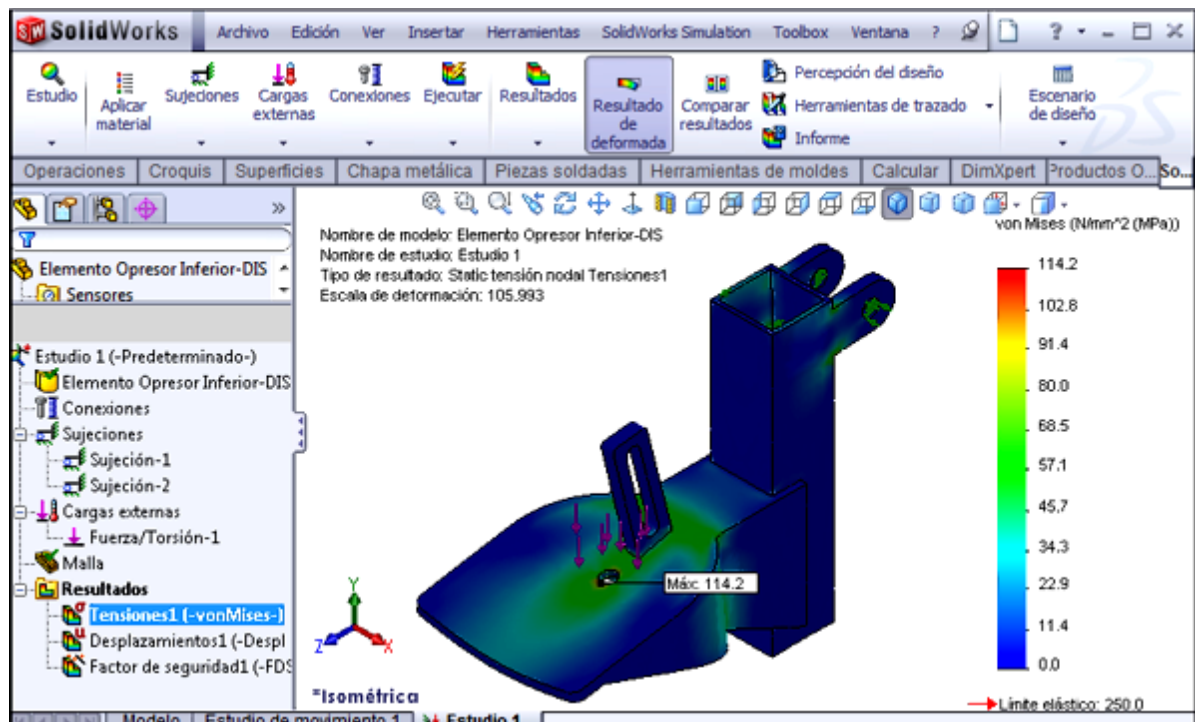 SolidWorks Archivo Edición Ver Insertar Herramientas SolidWorks Simulation Toolbox Ventana ?
Estudio
Aplicar material
Sujeciones
Cargas externas
Conexiones
Ejecutar
Resultados
Resultado de deformada
Comparar resultados
Percepción del diseño
Herramientas de trazado
Informe
Escenario de diseño
Operaciones Croquis Superficies Chapa metálica Piezas soldadas Herramientas de moldes Calcular DimXpert Productos O... So...
Elemento Opresor Inferior-DIS
Sensores
Estudio 1 (-Predeterminado-)
Elemento Opresor Inferior-DIS
Conexiones
Sujeciones
Sujeción-1
Sujeción-2
Cargas externas
Fuerza/Torsión-1
Malla
Resultados
Tensiones1 (-vonMises-)
Desplazamientos1 (-Despl
Factor de seguridad1 (-FDS
Nombre de modelo: Elemento Opresor Inferior-DIS
Nombre de estudio: Estudio 1
Tipo de resultado: Static tensión nodal Tensiones1
Escala de deformación: 105.993
von Mises (N/mm^2 (MPa))
114.2
102.8
91.4
80.0
68.5
57.1
45.7
34.3
22.9
11.4
0.0
Límite elástico: 250.0
Máx: 114.2
Y
Z
X
*Isométrica
Modelo Estudio de movimiento 1 Estudio 1